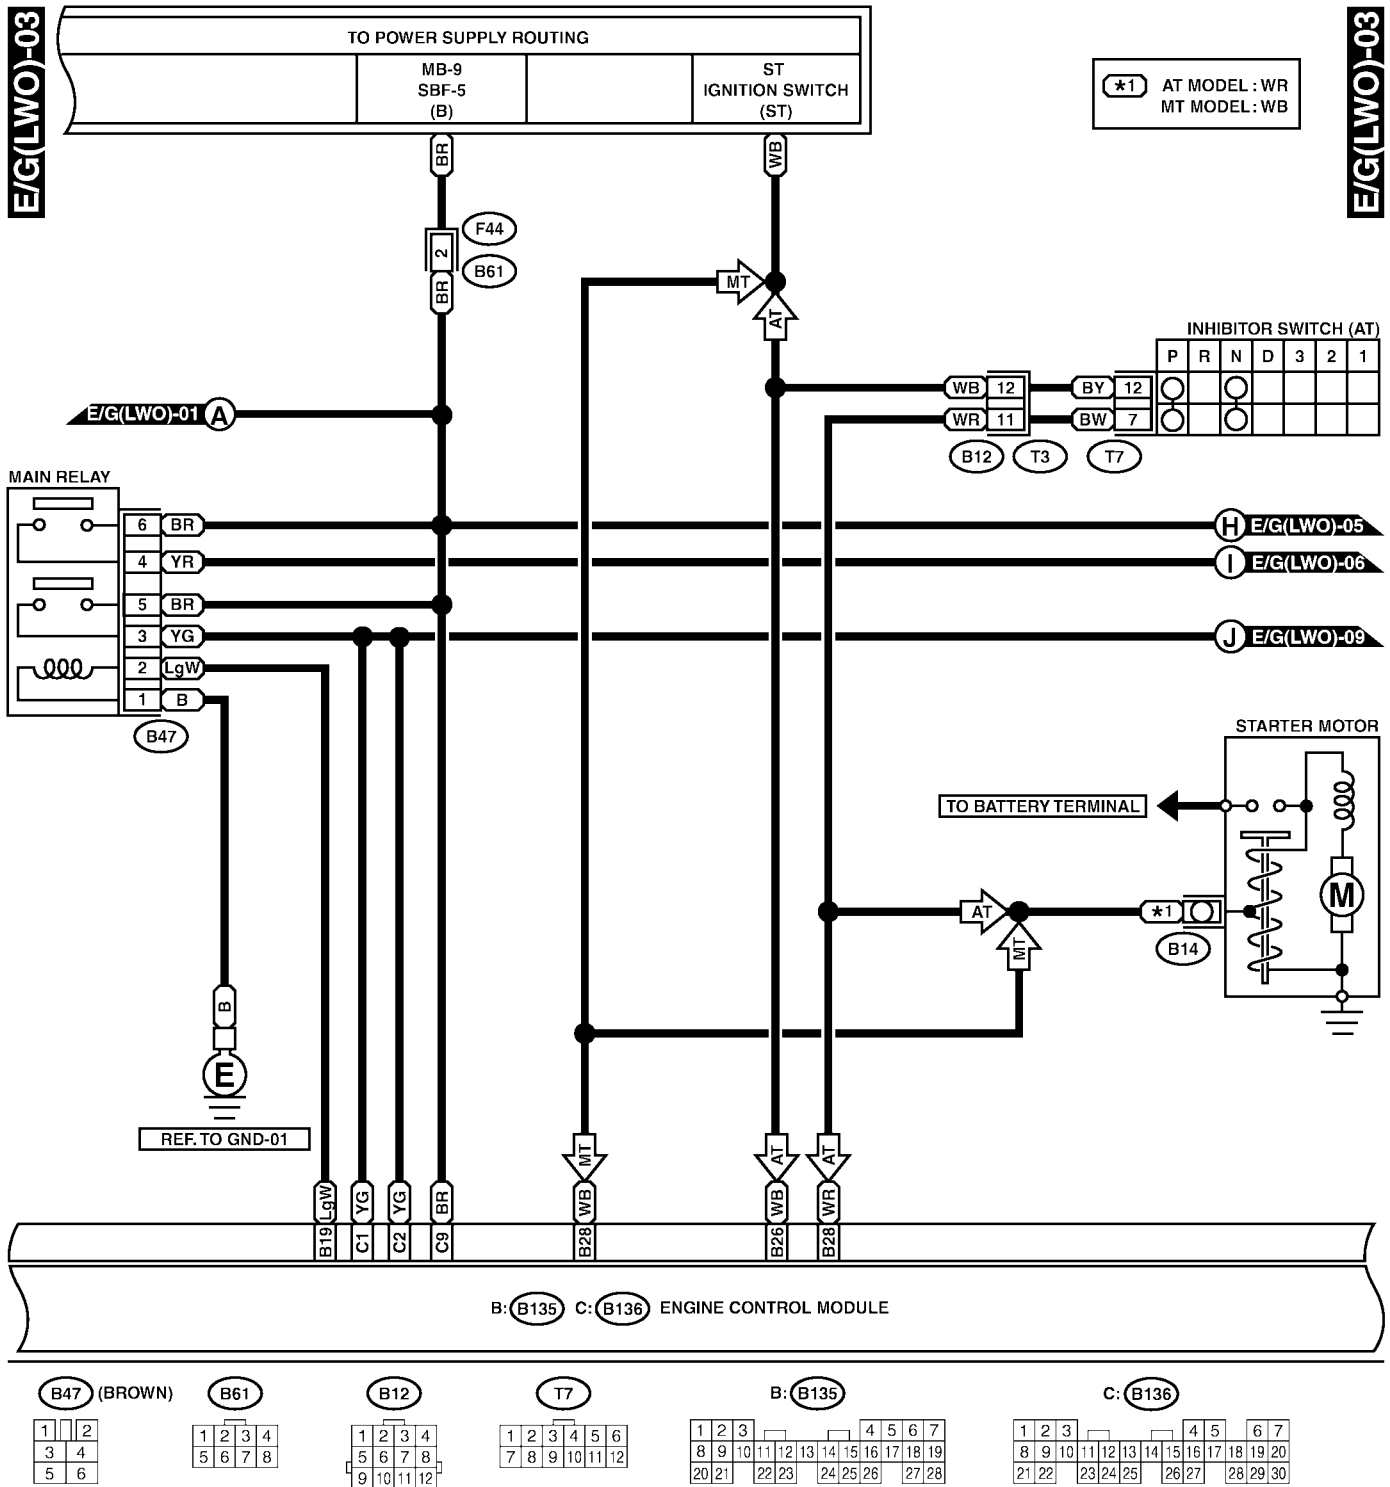 E/G(LWO)-03
E/G(LWO)-03
TO POWER SUPPLY ROUTING
MB-9
SBF-5
(B)
ST
IGNITION SWITCH
(ST)
*1 AT MODEL : WR
MT MODEL : WB
BR
WB
F44
2
B61
BR
MT
AT
INHIBITOR SWITCH (AT)
P R N D 3 2 1
WB 12 BY 12
WR 11 BW 7
B12 T3 T7
E/G(LWO)-01 A
MAIN RELAY
6 BR
H E/G(LWO)-05
4 YR
I E/G(LWO)-06
5 BR
3 YG
J E/G(LWO)-09
2 LgW
1 B
B47
STARTER MOTOR
TO BATTERY TERMINAL
M
AT
*1
B14
MT
B
E
REF. TO GND-01
MT AT AT
LgW YG YG BR WB WB WR
B19 C1 C2 C9 B28 B26 B28
B: B135 C: B136 ENGINE CONTROL MODULE
B47 (BROWN)
1 2
3 4
5 6
B61
1 2 3 4
5 6 7 8
B12
1 2 3 4
5 6 7 8
9 10 11 12
T7
1 2 3 4 5 6
7 8 9 10 11 12
B: B135
1 2 3 4 5 6 7
8 9 10 11 12 13 14 15 16 17 18 19
20 21 22 23 24 25 26 27 28
C: B136
1 2 3 4 5 6 7
8 9 10 11 12 13 14 15 16 17 18 19 20
21 22 23 24 25 26 27 28 29 30